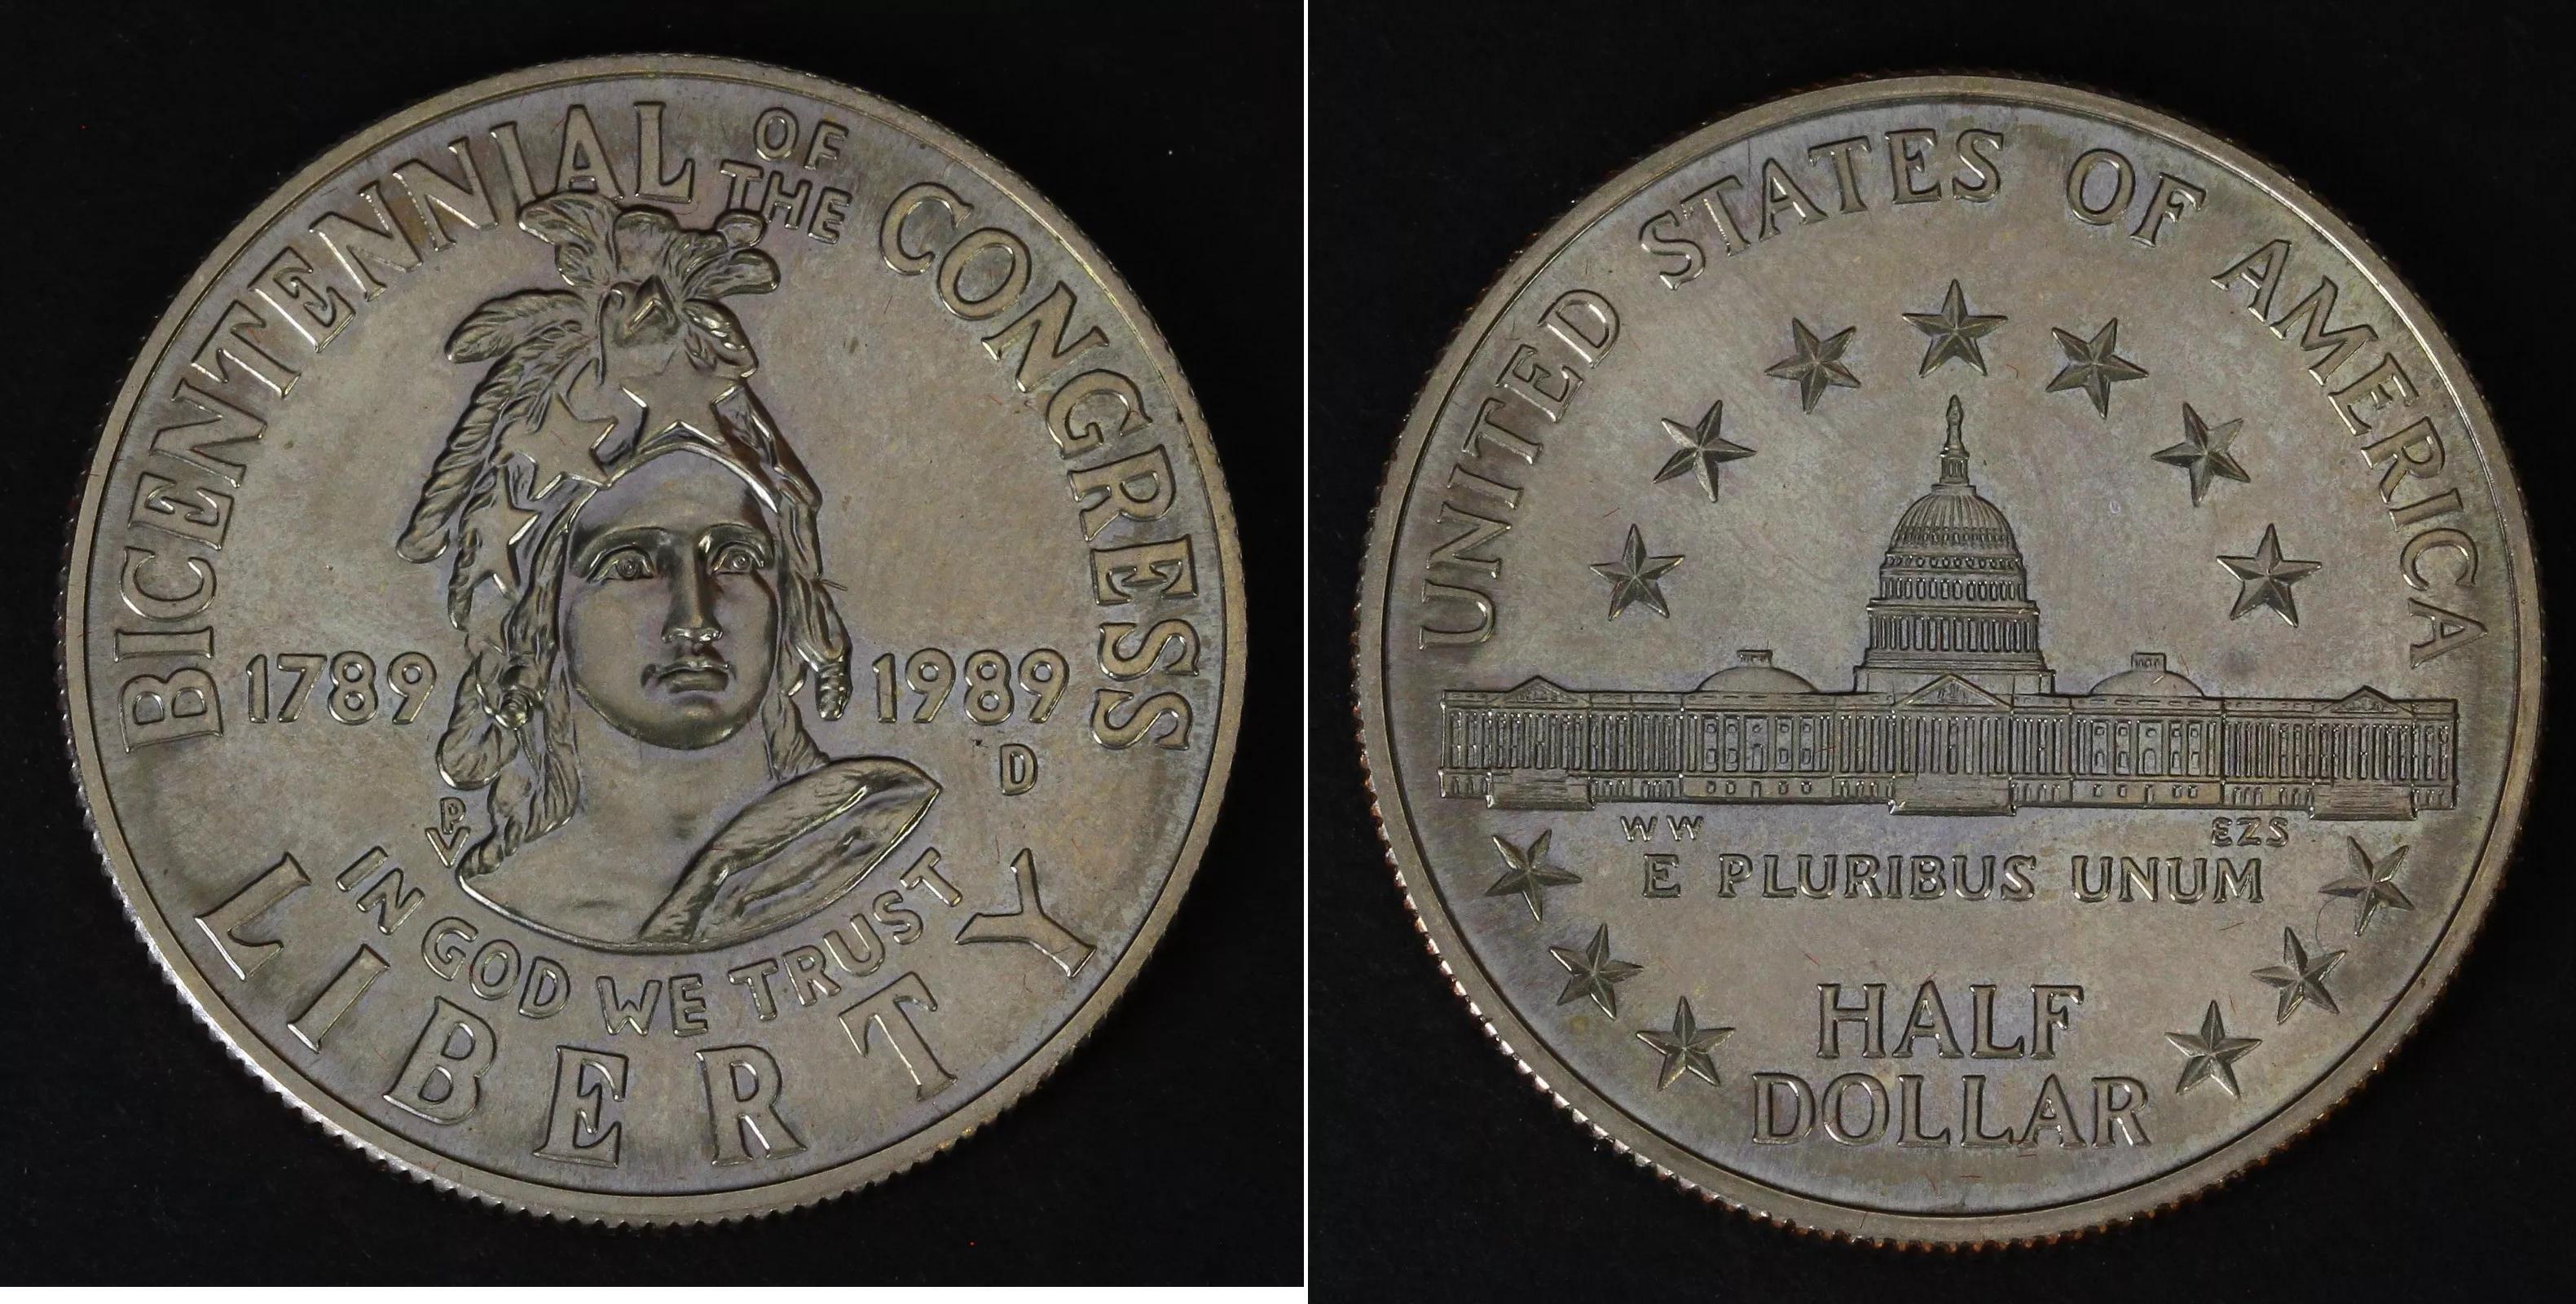 BICENTENNIAL OF THE CONGRESS
1789 1989
D
VP
IN GOD WE TRUST
LIBERTY
UNITED STATES OF AMERICA
WW EZS
E PLURIBUS UNUM
HALF
DOLLAR